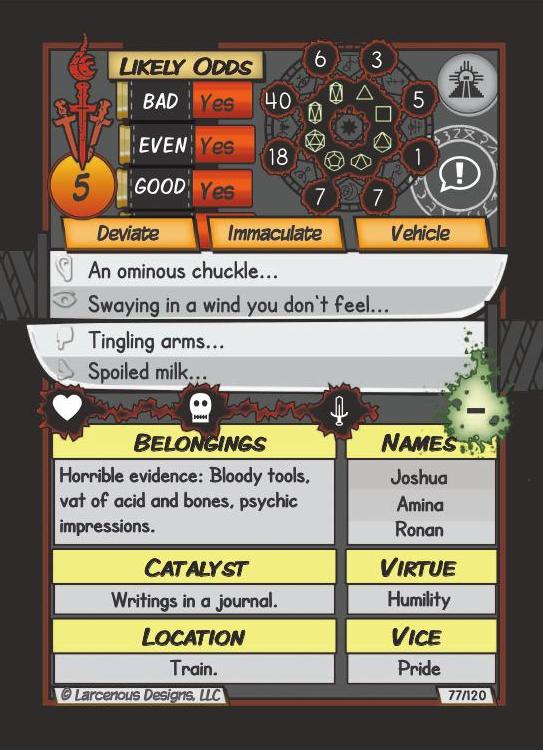 LIKELY ODDS
BAD Yes
EVEN Yes
GOOD Yes
5
6
3
40
5
18
1
7
7
!
Deviate Immaculate Vehicle
An ominous chuckle...
Swaying in a wind you don't feel...
Tingling arms...
Spoiled milk...
-
BELONGINGS
Horrible evidence: Bloody tools,
vat of acid and bones, psychic
impressions.
NAMES
Joshua
Amina
Ronan
CATALYST
Writings in a journal.
VIRTUE
Humility
LOCATION
Train.
VICE
Pride
© Larcenous Designs, LLC
77/120